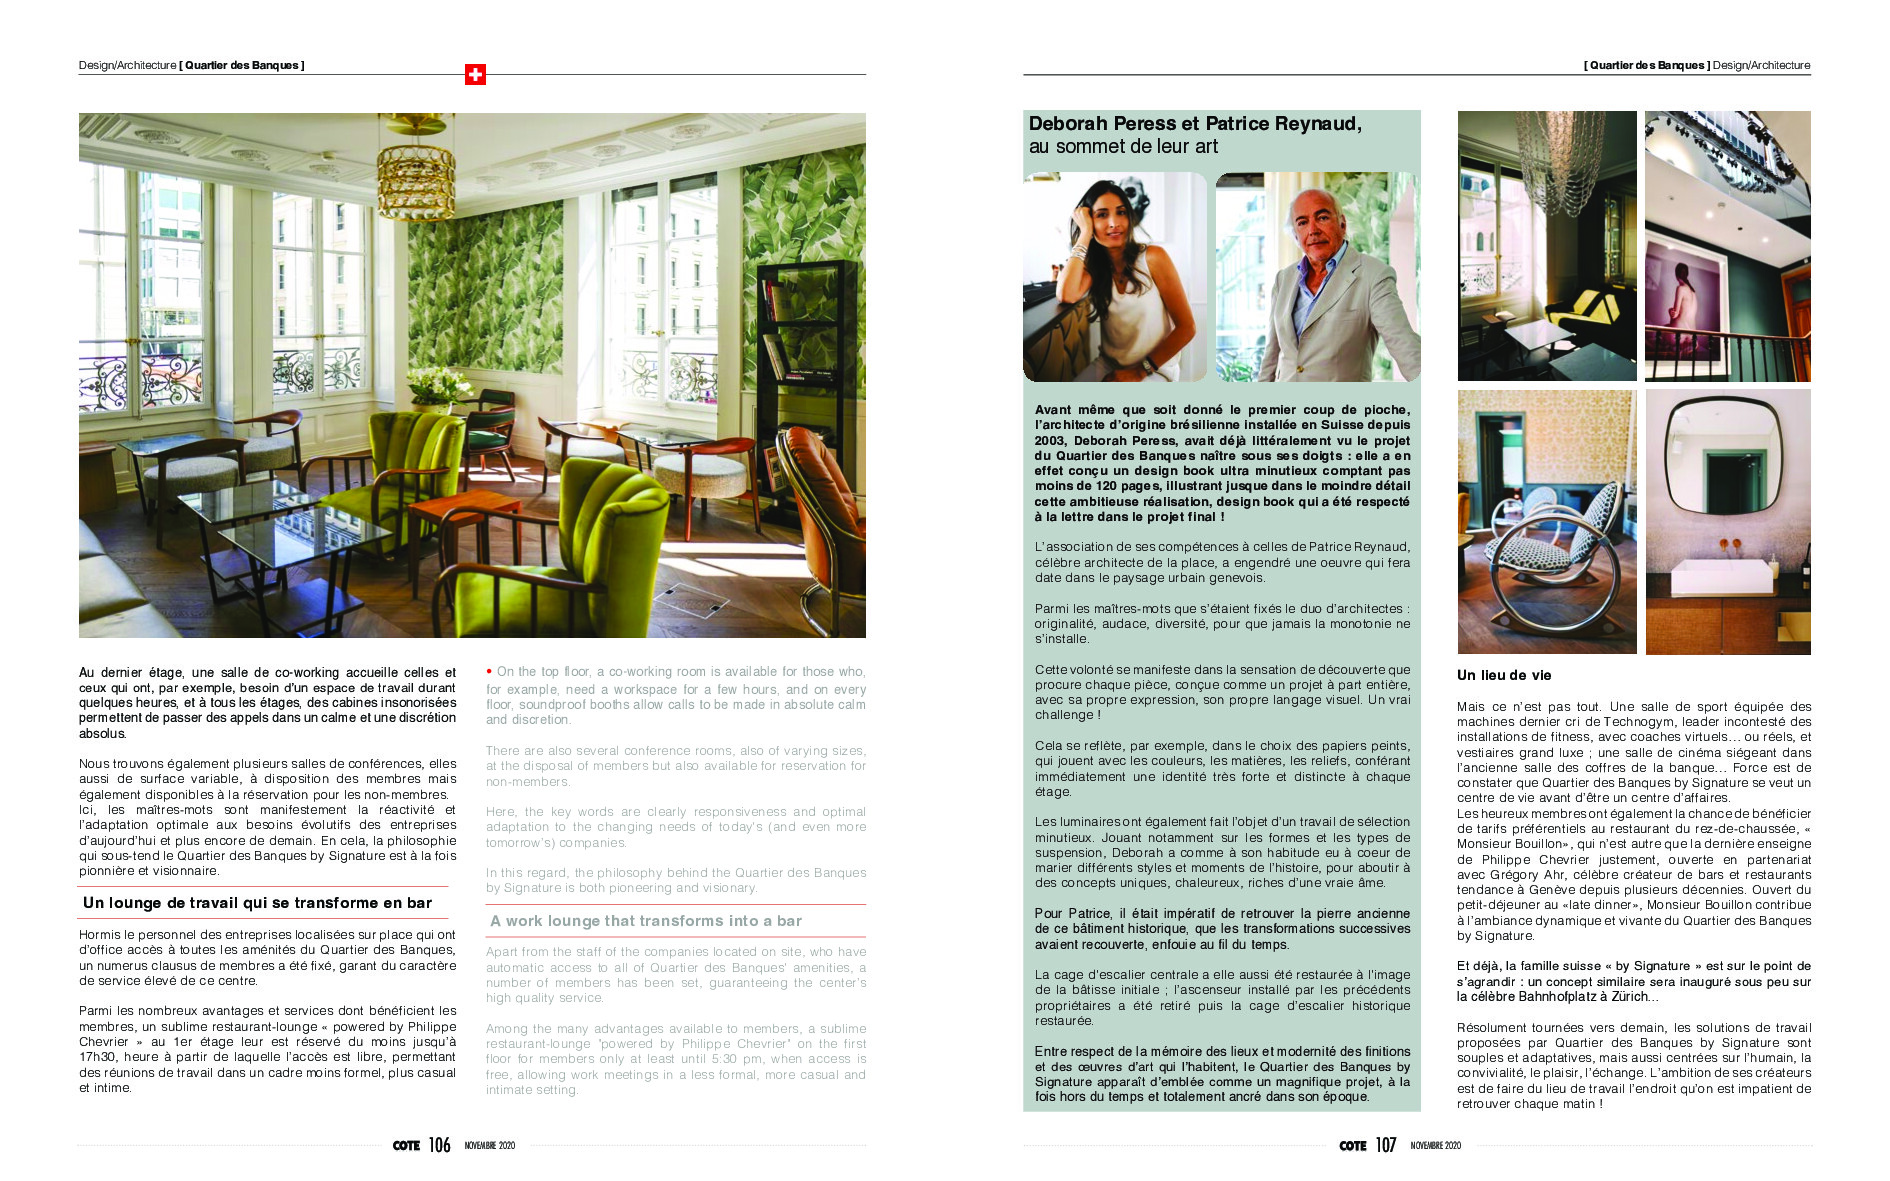 Design/Architecture [ Quartier des Banques ]
Au dernier étage, une salle de co-working accueille celles et
ceux qui ont, par exemple, besoin d’un espace de travail durant
quelques heures, et à tous les étages, des cabines insonorisées
permettent de passer des appels dans un calme et une discrétion
absolus.
Nous trouvons également plusieurs salles de conférences, elles
aussi de surface variable, à disposition des membres mais
également disponibles à la réservation pour les non-membres.
Ici, les maîtres-mots sont manifestement la réactivité et
l’adaptation optimale aux besoins évolutifs des entreprises
d’aujourd’hui et plus encore de demain. En cela, la philosophie
qui sous-tend le Quartier des Banques by Signature est à la fois
pionnière et visionnaire.
Un lounge de travail qui se transforme en bar
Hormis le personnel des entreprises localisées sur place qui ont
d’office accès à toutes les aménités du Quartier des Banques,
un numerus clausus de membres a été fixé, garant du caractère
de service élevé de ce centre.
Parmi les nombreux avantages et services dont bénéficient les
membres, un sublime restaurant-lounge « powered by Philippe
Chevrier » au 1er étage leur est réservé du moins jusqu’à
17h30, heure à partir de laquelle l’accès est libre, permettant
des réunions de travail dans un cadre moins formel, plus casual
et intime.
• On the top floor, a co-working room is available for those who,
for example, need a workspace for a few hours, and on every
floor, soundproof booths allow calls to be made in absolute calm
and discretion.
There are also several conference rooms, also of varying sizes,
at the disposal of members but also available for reservation for
non-members.
Here, the key words are clearly responsiveness and optimal
adaptation to the changing needs of today's (and even more
tomorrow's) companies.
In this regard, the philosophy behind the Quartier des Banques
by Signature is both pioneering and visionary.
A work lounge that transforms into a bar
Apart from the staff of the companies located on site, who have
automatic access to all of Quartier des Banques' amenities, a
number of members has been set, guaranteeing the center's
high quality service.
Among the many advantages available to members, a sublime
restaurant-lounge "powered by Philippe Chevrier" on the first
floor for members only at least until 5:30 pm, when access is
free, allowing work meetings in a less formal, more casual and
intimate setting.
COTE 106 NOVEMBRE 2020
[ Quartier des Banques ] Design/Architecture
Deborah Peress et Patrice Reynaud,
au sommet de leur art
Avant même que soit donné le premier coup de pioche,
l’architecte d’origine brésilienne installée en Suisse depuis
2003, Deborah Peress, avait déjà littéralement vu le projet
du Quartier des Banques naître sous ses doigts : elle a en
effet conçu un design book ultra minutieux comptant pas
moins de 120 pages, illustrant jusque dans le moindre détail
cette ambitieuse réalisation, design book qui a été respecté
à la lettre dans le projet final !
L’association de ses compétences à celles de Patrice Reynaud,
célèbre architecte de la place, a engendré une oeuvre qui fera
date dans le paysage urbain genevois.
Parmi les maîtres-mots que s’étaient fixés le duo d’architectes :
originalité, audace, diversité, pour que jamais la monotonie ne
s’installe.
Cette volonté se manifeste dans la sensation de découverte que
procure chaque pièce, conçue comme un projet à part entière,
avec sa propre expression, son propre langage visuel. Un vrai
challenge !
Cela se reflète, par exemple, dans le choix des papiers peints,
qui jouent avec les couleurs, les matières, les reliefs, conférant
immédiatement une identité très forte et distincte à chaque
étage.
Les luminaires ont également fait l’objet d’un travail de sélection
minutieux. Jouant notamment sur les formes et les types de
suspension, Deborah a comme à son habitude eu à coeur de
marier différents styles et moments de l’histoire, pour aboutir à
des concepts uniques, chaleureux, riches d’une vraie âme.
Pour Patrice, il était impératif de retrouver la pierre ancienne
de ce bâtiment historique, que les transformations successives
avaient recouverte, enfouie au fil du temps.
La cage d’escalier centrale a elle aussi été restaurée à l’image
de la bâtisse initiale ; l’ascenseur installé par les précédents
propriétaires a été retiré puis la cage d’escalier historique
restaurée.
Entre respect de la mémoire des lieux et modernité des finitions
et des œuvres d’art qui l’habitent, le Quartier des Banques by
Signature apparaît d’emblée comme un magnifique projet, à la
fois hors du temps et totalement ancré dans son époque.
Un lieu de vie
Mais ce n’est pas tout. Une salle de sport équipée des
machines dernier cri de Technogym, leader incontesté des
installations de fitness, avec coaches virtuels… ou réels, et
vestiaires grand luxe ; une salle de cinéma siégeant dans
l’ancienne salle des coffres de la banque… Force est de
constater que Quartier des Banques by Signature se veut un
centre de vie avant d’être un centre d’affaires.
Les heureux membres ont également la chance de bénéficier
de tarifs préférentiels au restaurant du rez-de-chaussée, «
Monsieur Bouillon», qui n’est autre que la dernière enseigne
de Philippe Chevrier justement, ouverte en partenariat
avec Grégory Ahr, célèbre créateur de bars et restaurants
tendance à Genève depuis plusieurs décennies. Ouvert du
petit-déjeuner au «late dinner», Monsieur Bouillon contribue
à l’ambiance dynamique et vivante du Quartier des Banques
by Signature.
Et déjà, la famille suisse « by Signature » est sur le point de
s’agrandir : un concept similaire sera inauguré sous peu sur
la célèbre Bahnhofplatz à Zürich…
Résolument tournées vers demain, les solutions de travail
proposées par Quartier des Banques by Signature sont
souples et adaptatives, mais aussi centrées sur l’humain, la
convivialité, le plaisir, l’échange. L’ambition de ses créateurs
est de faire du lieu de travail l’endroit qu’on est impatient de
retrouver chaque matin !
COTE 107 NOVEMBRE 2020